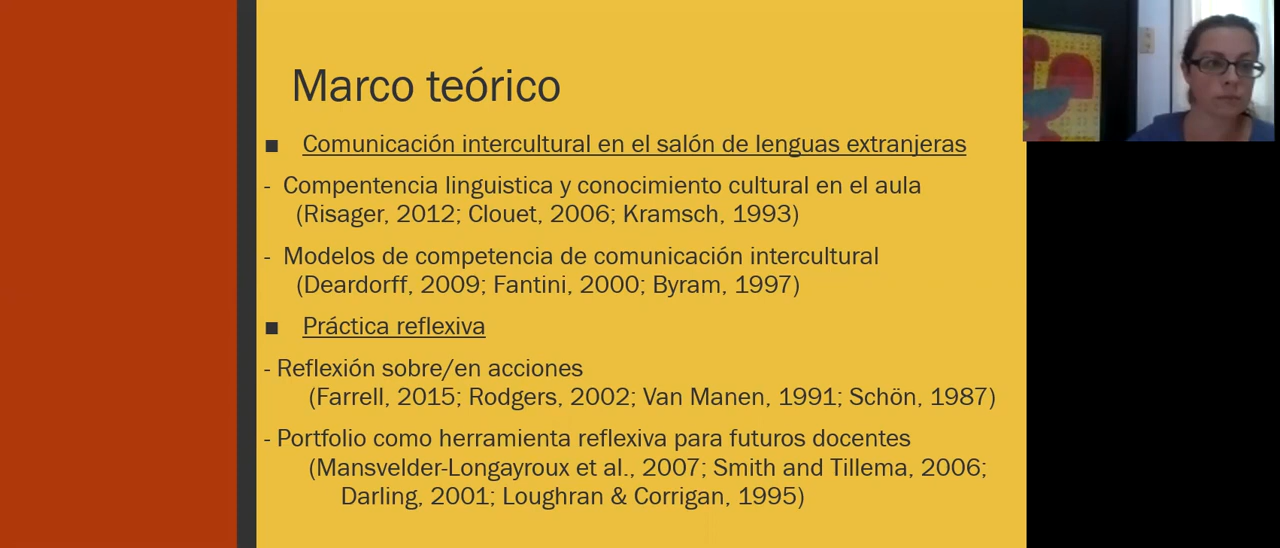 Marco teórico
■ Comunicación intercultural en el salón de lenguas extranjeras
- Compentencia linguistica y conocimiento cultural en el aula
(Risager, 2012; Clouet, 2006; Kramsch, 1993)
- Modelos de competencia de comunicación intercultural
(Deardorff, 2009; Fantini, 2000; Byram, 1997)
■ Práctica reflexiva
- Reflexión sobre/en acciones
(Farrell, 2015; Rodgers, 2002; Van Manen, 1991; Schön, 1987)
- Portfolio como herramienta reflexiva para futuros docentes
(Mansvelder-Longayroux et al., 2007; Smith and Tillema, 2006;
Darling, 2001; Loughran & Corrigan, 1995)